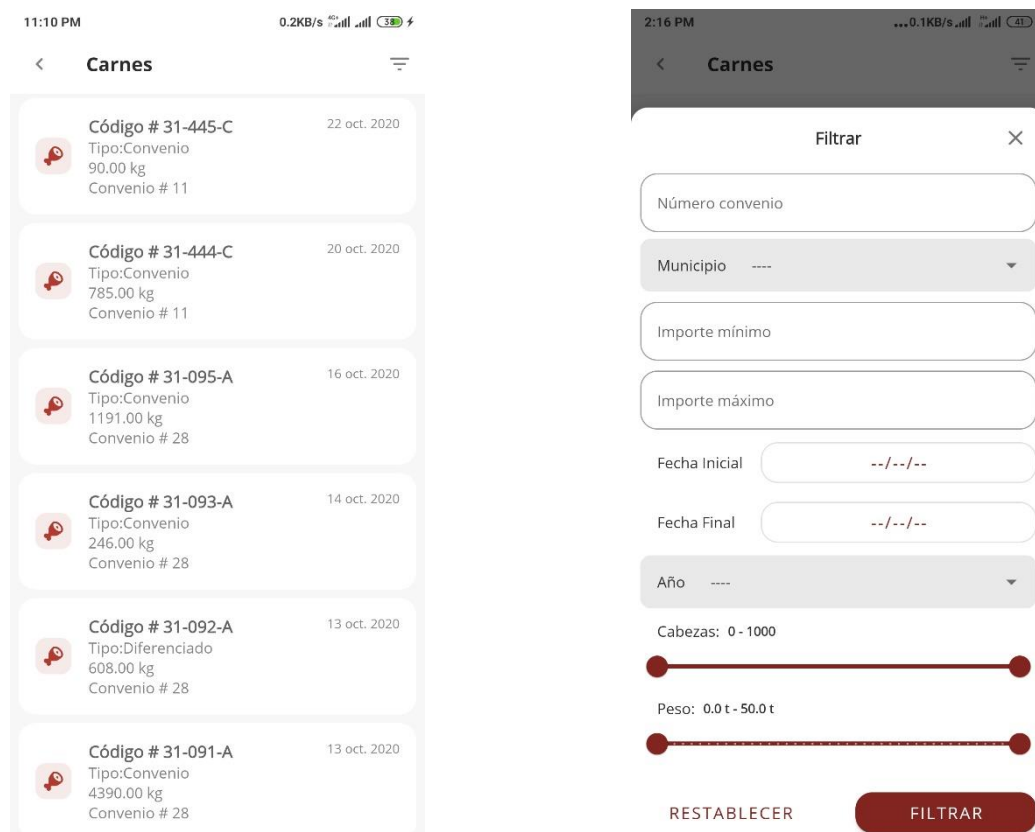 11:10 PM 0.2KB/s 4G+ 38
Carnes
Código # 31-445-C 22 oct. 2020
Tipo:Convenio
90.00 kg
Convenio # 11
Código # 31-444-C 20 oct. 2020
Tipo:Convenio
785.00 kg
Convenio # 11
Código # 31-095-A 16 oct. 2020
Tipo:Convenio
1191.00 kg
Convenio # 28
Código # 31-093-A 14 oct. 2020
Tipo:Convenio
246.00 kg
Convenio # 28
Código # 31-092-A 13 oct. 2020
Tipo:Diferenciado
608.00 kg
Convenio # 28
Código # 31-091-A 13 oct. 2020
Tipo:Convenio
4390.00 kg
Convenio # 28
2:16 PM ...0.1KB/s 41
Carnes
Filtrar
Número convenio
Municipio ----
Importe mínimo
Importe máximo
Fecha Inicial --/--/--
Fecha Final --/--/--
Año ----
Cabezas: 0 - 1000
Peso: 0.0 t - 50.0 t
RESTABLECER FILTRAR